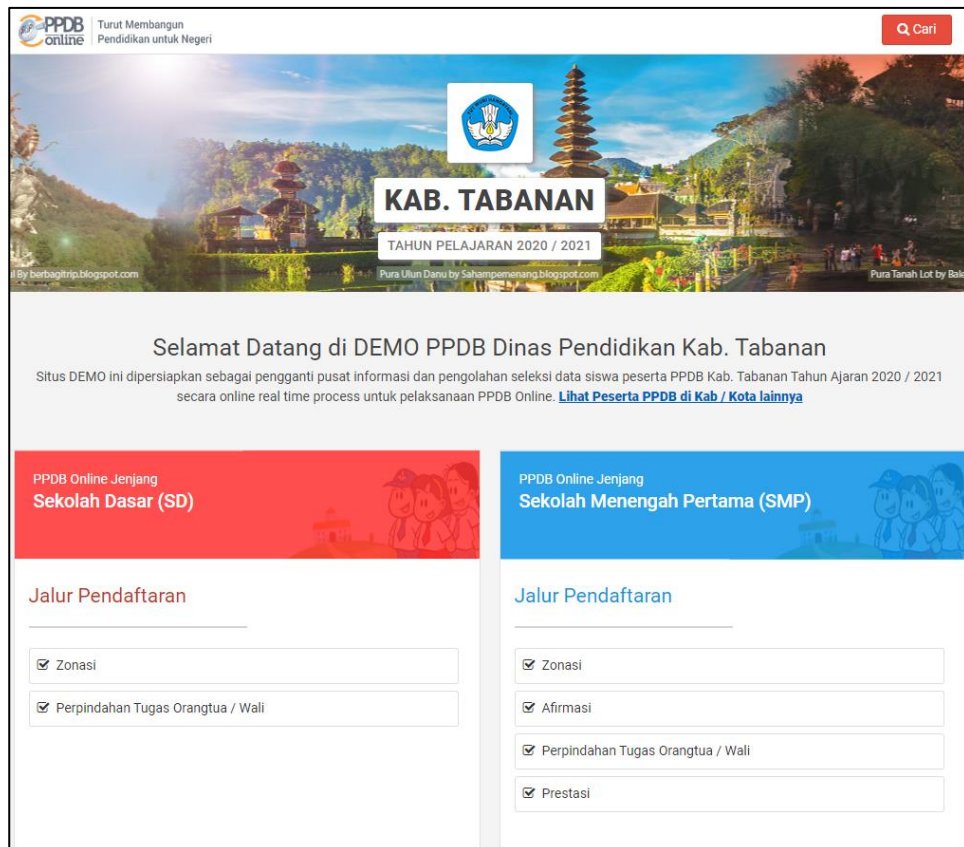 PPDB
online
Turut Membangun
Pendidikan untuk Negeri
Cari
TUT WURI HANDAYANI
KAB. TABANAN
TAHUN PELAJARAN 2020 / 2021
l By berbagitrip.blogspot.com
Pura Ulun Danu by Sahampemenang.blogspot.com
Pura Tanah Lot by Bale
Selamat Datang di DEMO PPDB Dinas Pendidikan Kab. Tabanan
Situs DEMO ini dipersiapkan sebagai pengganti pusat informasi dan pengolahan seleksi data siswa peserta PPDB Kab. Tabanan Tahun Ajaran 2020 / 2021
secara online real time process untuk pelaksanaan PPDB Online. Lihat Peserta PPDB di Kab / Kota lainnya
PPDB Online Jenjang
Sekolah Dasar (SD)
Jalur Pendaftaran
Zonasi
Perpindahan Tugas Orangtua / Wali
PPDB Online Jenjang
Sekolah Menengah Pertama (SMP)
Jalur Pendaftaran
Zonasi
Afirmasi
Perpindahan Tugas Orangtua / Wali
Prestasi